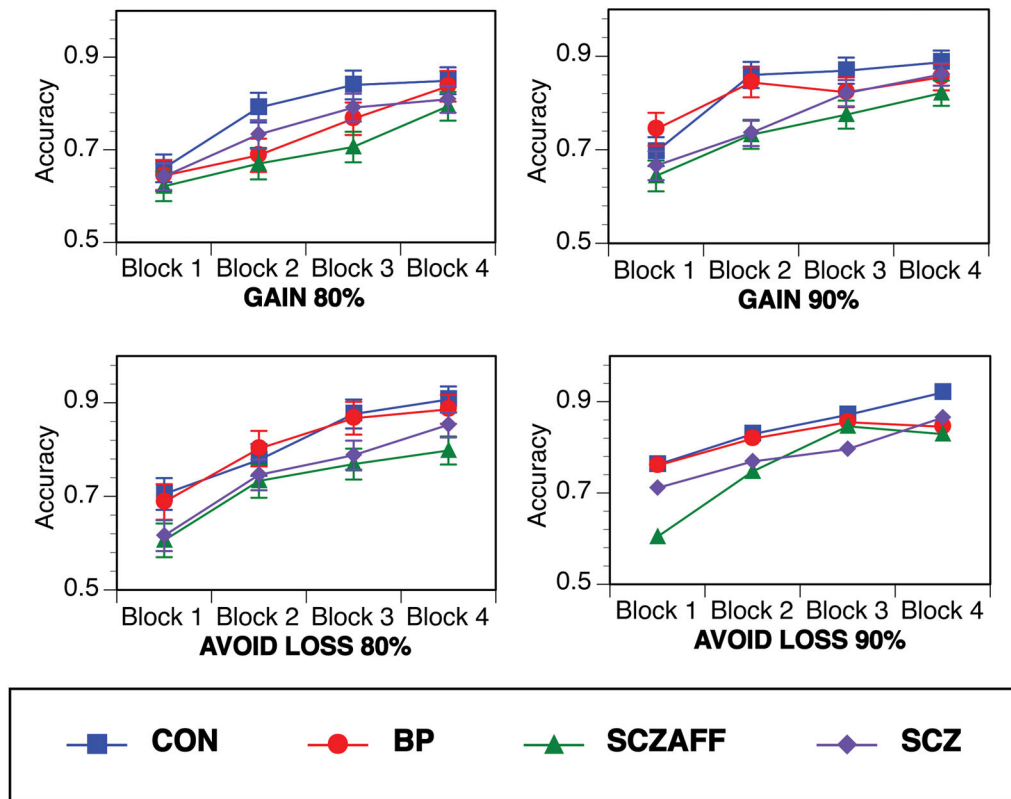 Accuracy
0.9
0.7
0.5
Block 1 Block 2 Block 3 Block 4
GAIN 80%
Accuracy
0.9
0.7
0.5
Block 1 Block 2 Block 3 Block 4
GAIN 90%
Accuracy
0.9
0.7
0.5
Block 1 Block 2 Block 3 Block 4
AVOID LOSS 80%
Accuracy
0.9
0.7
0.5
Block 1 Block 2 Block 3 Block 4
AVOID LOSS 90%
CON BP SCZAFF SCZ